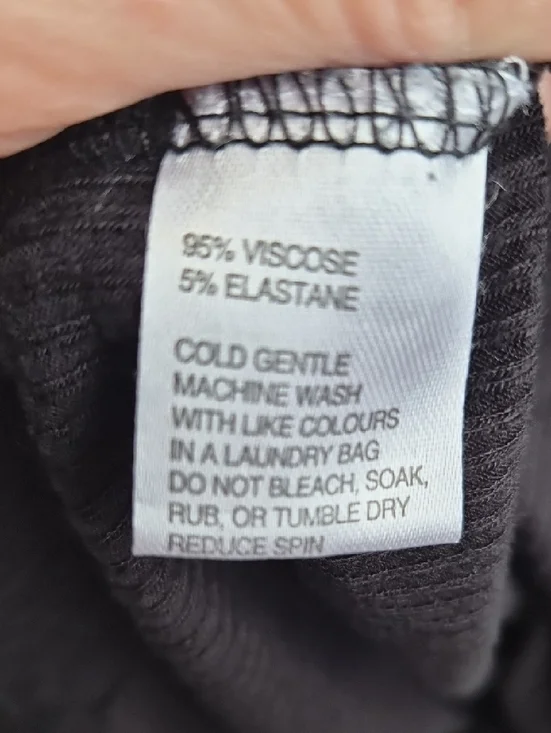 95% VISCOSE
5% ELASTANE
COLD GENTLE
MACHINE WASH
WITH LIKE COLOURS
IN A LAUNDRY BAG
DO NOT BLEACH, SOAK,
RUB, OR TUMBLE DRY
REDUCE SPIN